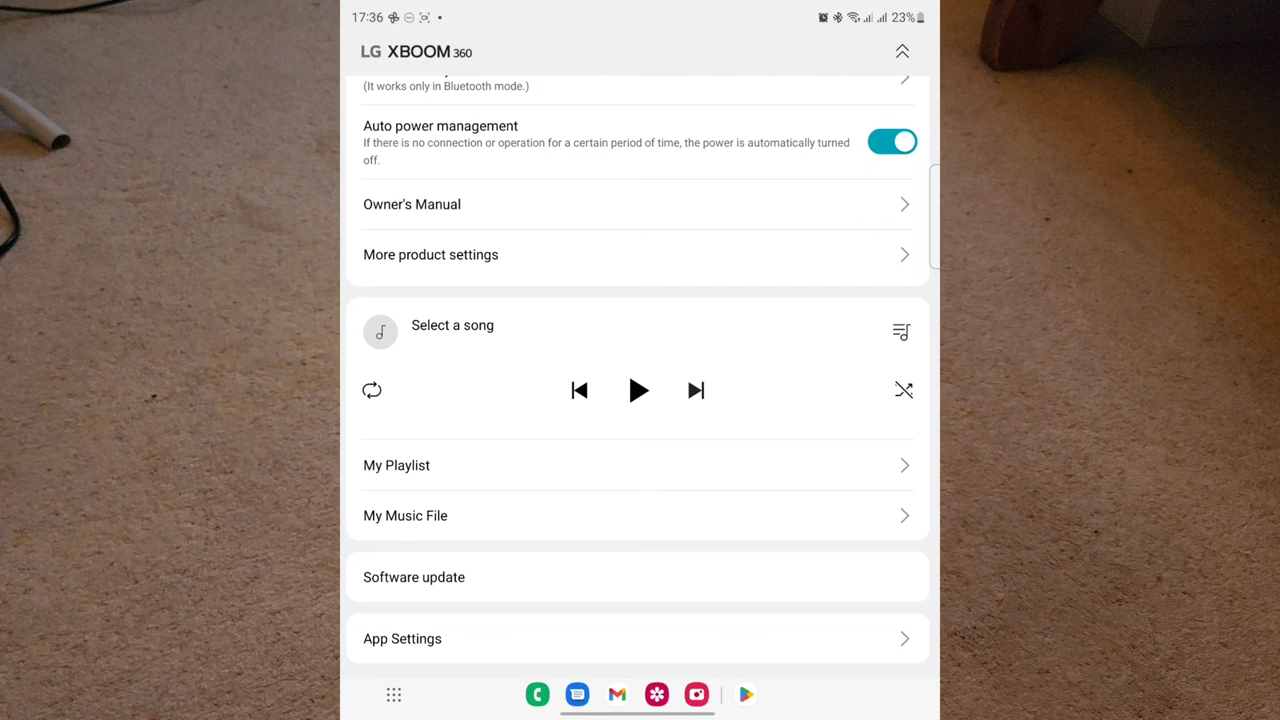 17:36 23%
LG XBOOM 360
(It works only in Bluetooth mode.)
Auto power management
If there is no connection or operation for a certain period of time, the power is automatically turned
off.
Owner's Manual
More product settings
Select a song
My Playlist
My Music File
Software update
App Settings